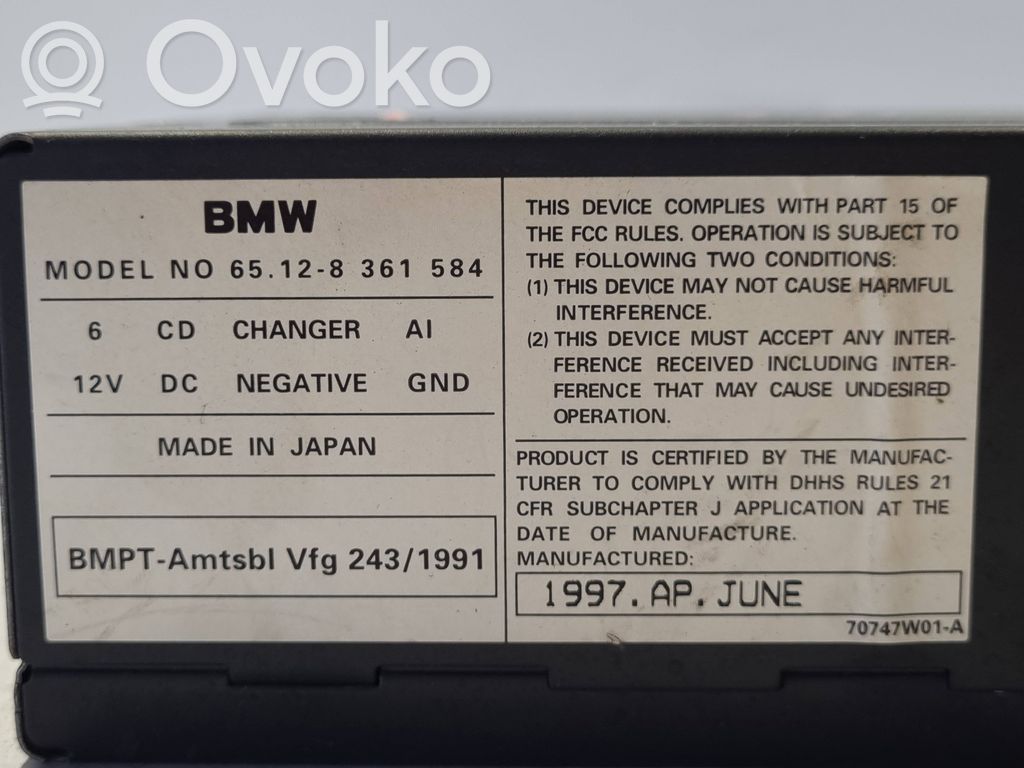 Ovoko
BMW
MODEL NO 65.12-8 361 584
6 CD CHANGER AI
12V DC NEGATIVE GND
MADE IN JAPAN
BMPT-Amtsbl Vfg 243/1991
THIS DEVICE COMPLIES WITH PART 15 OF
THE FCC RULES. OPERATION IS SUBJECT TO
THE FOLLOWING TWO CONDITIONS:
(1) THIS DEVICE MAY NOT CAUSE HARMFUL
INTERFERENCE.
(2) THIS DEVICE MUST ACCEPT ANY INTER-
FERENCE RECEIVED INCLUDING INTER-
FERENCE THAT MAY CAUSE UNDESIRED
OPERATION.
PRODUCT IS CERTIFIED BY THE MANUFAC-
TURER TO COMPLY WITH DHHS RULES 21
CFR SUBCHAPTER J APPLICATION AT THE
DATE OF MANUFACTURE.
MANUFACTURED:
1997. AP. JUNE
70747W01-A